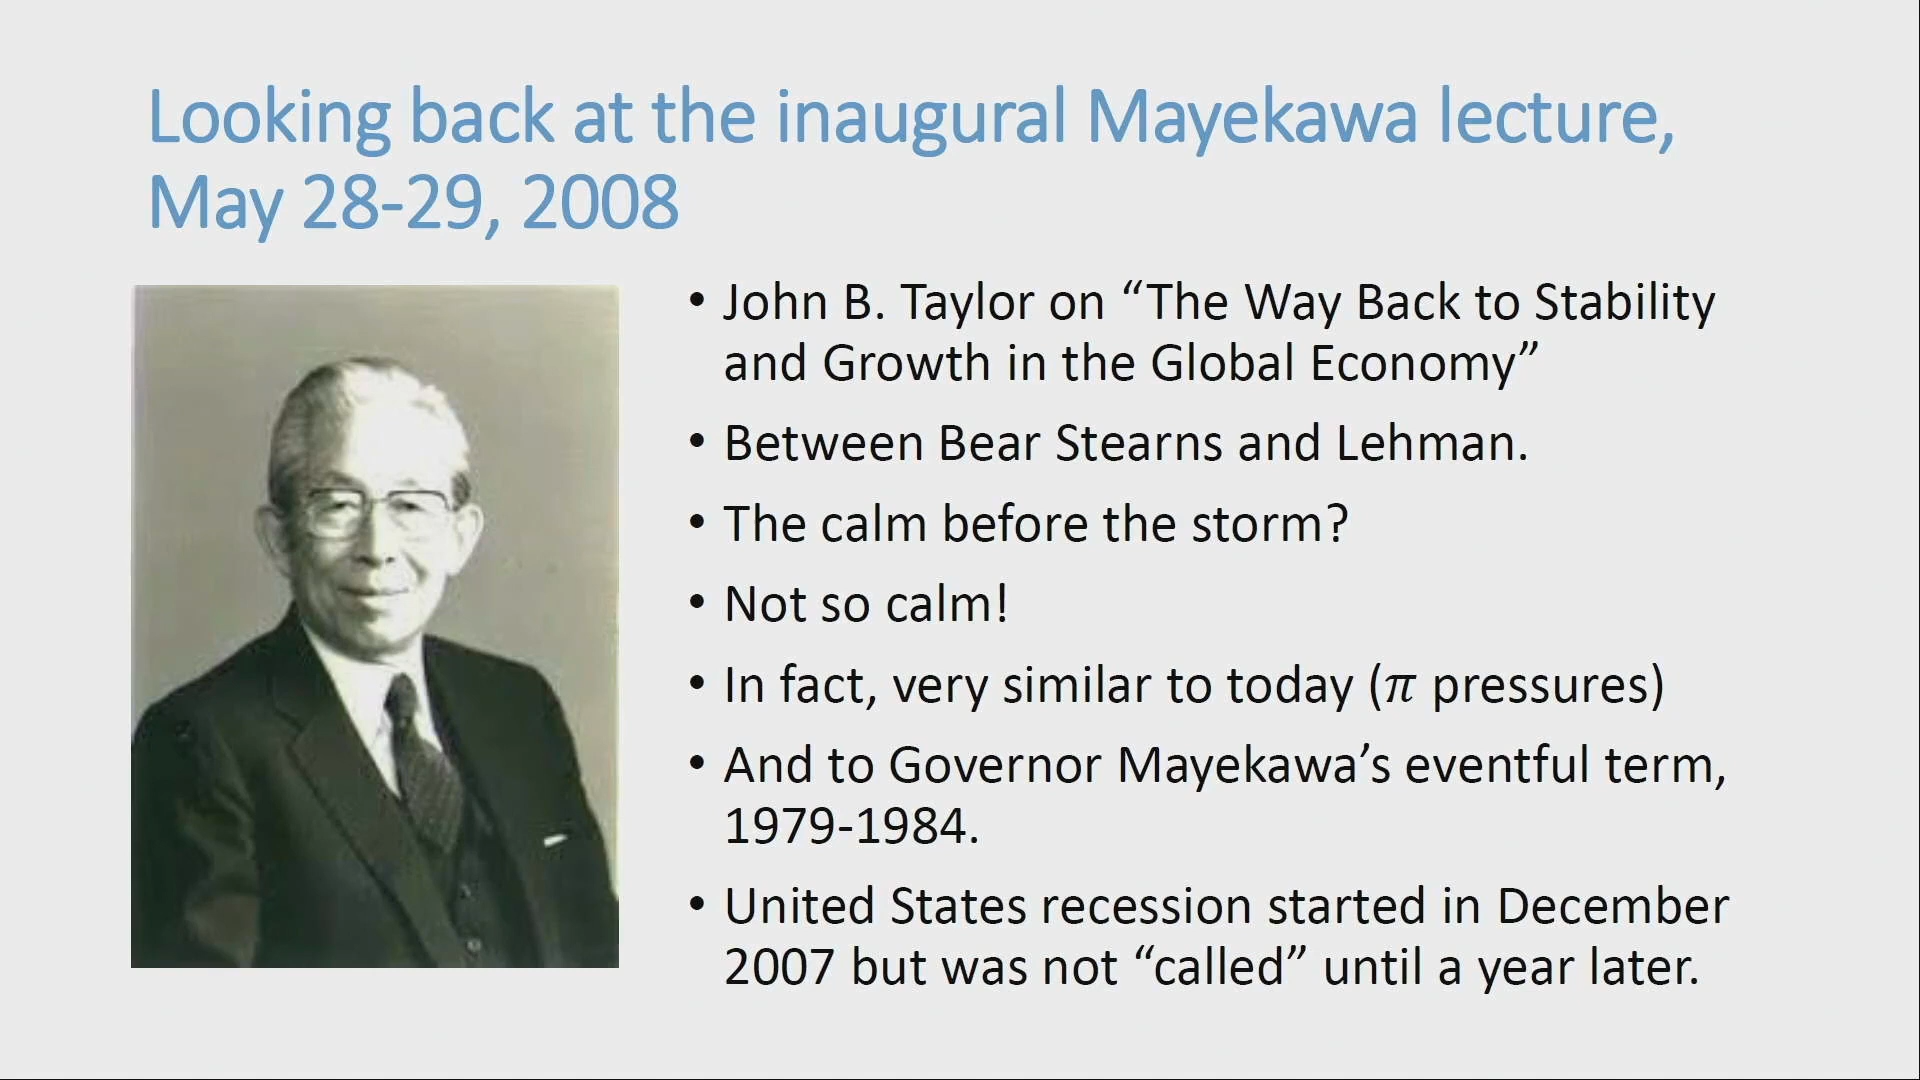 Looking back at the inaugural Mayekawa lecture,
May 28-29, 2008
• John B. Taylor on “The Way Back to Stability
and Growth in the Global Economy”
• Between Bear Stearns and Lehman.
• The calm before the storm?
• Not so calm!
• In fact, very similar to today (π pressures)
• And to Governor Mayekawa’s eventful term,
1979-1984.
• United States recession started in December
2007 but was not “called” until a year later.